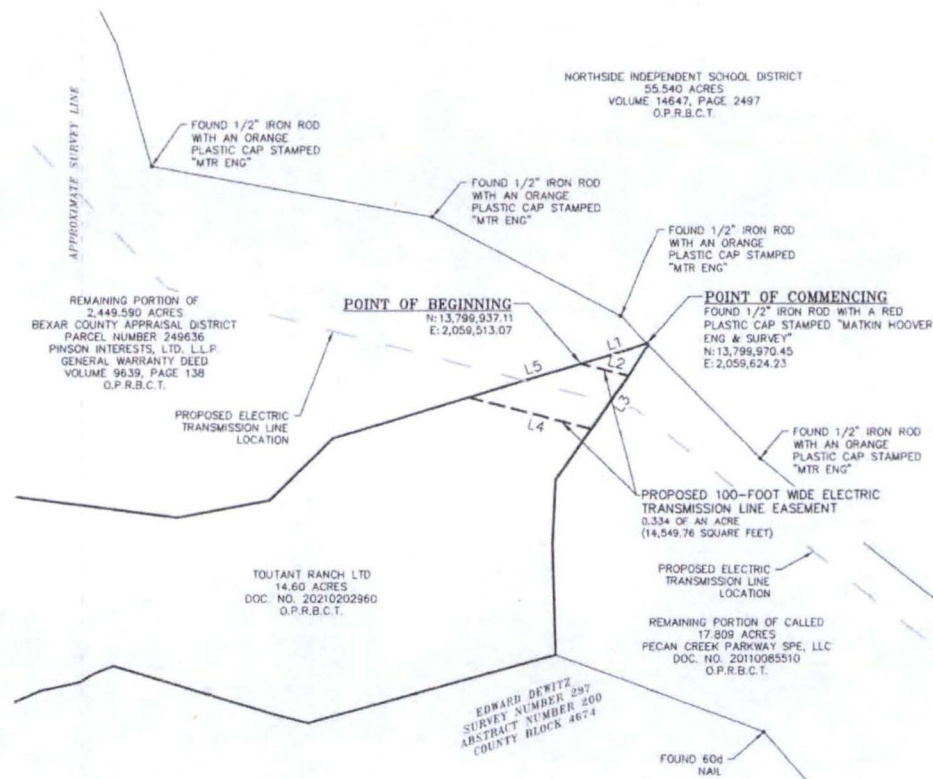 NORTHSIDE INDEPENDENT SCHOOL DISTRICT
55.540 ACRES
VOLUME 14647, PAGE 2497
O.P.R.B.C.T.
APPROXIMATE SURVEY LINE
FOUND 1/2" IRON ROD
WITH AN ORANGE
PLASTIC CAP STAMPED
"MTR ENG"
FOUND 1/2" IRON ROD
WITH AN ORANGE
PLASTIC CAP STAMPED
"MTR ENG"
FOUND 1/2" IRON ROD
WITH AN ORANGE
PLASTIC CAP STAMPED
"MTR ENG"
REMAINING PORTION OF
2,449.590 ACRES
BEXAR COUNTY APPRAISAL DISTRICT
PARCEL NUMBER 249636
PINSON INTERESTS, LTD. L.L.P.
GENERAL WARRANTY DEED
VOLUME 9639, PAGE 138
O.P.R.B.C.T.
POINT OF BEGINNING
N: 13,799,937.11
E: 2,059,513.07
POINT OF COMMENCING
FOUND 1/2" IRON ROD WITH A RED
PLASTIC CAP STAMPED "MATKIN HOOVER
ENG & SURVEY"
N: 13,799,970.45
E: 2,059,624.23
L1
L2
L5
L3
L4
PROPOSED ELECTRIC
TRANSMISSION LINE
LOCATION
FOUND 1/2" IRON ROD
WITH AN ORANGE
PLASTIC CAP STAMPED
"MTR ENG"
PROPOSED 100-FOOT WIDE ELECTRIC
TRANSMISSION LINE EASEMENT
0.334 OF AN ACRE
(14,549.76 SQUARE FEET)
TOUTANT RANCH LTD
14.60 ACRES
DOC. NO. 20210202960
O.P.R.B.C.T.
PROPOSED ELECTRIC
TRANSMISSION LINE
LOCATION
REMAINING PORTION OF CALLED
17.809 ACRES
PECAN CREEK PARKWAY SPE, LLC
DOC. NO. 20110085510
O.P.R.B.C.T.
EDWARD DEWITZ
SURVEY NUMBER 297
ABSTRACT NUMBER 200
COUNTY BLOCK 4674
FOUND 60d
NAIL